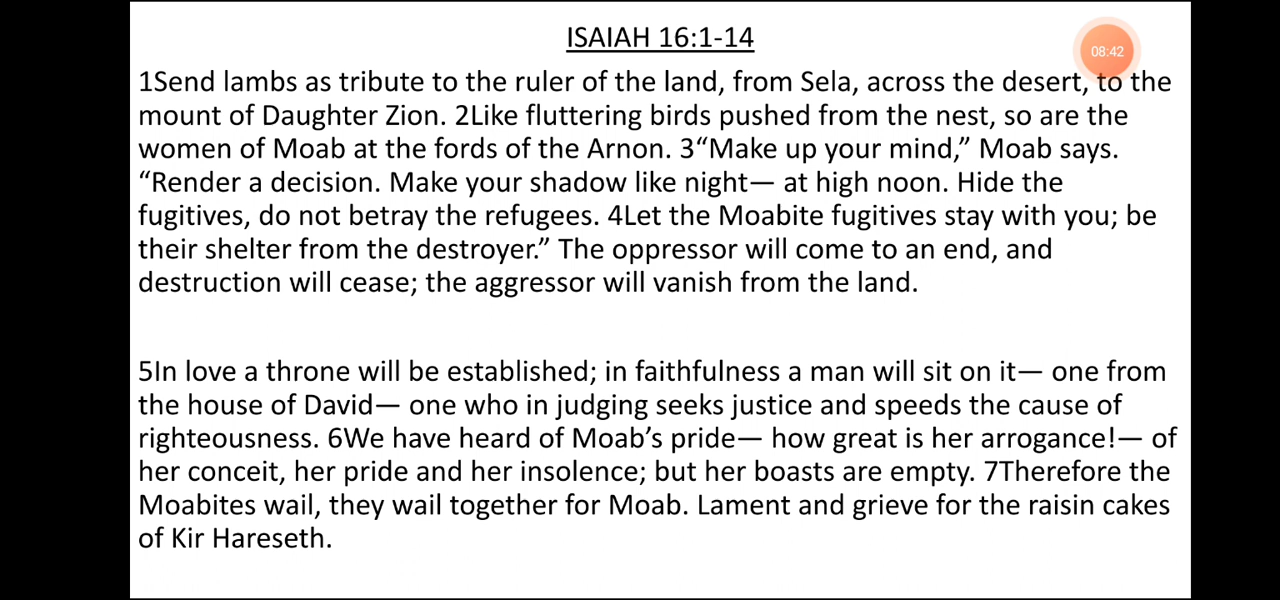 ISAIAH 16:1-14
08:42
1Send lambs as tribute to the ruler of the land, from Sela, across the desert, to the
mount of Daughter Zion. 2Like fluttering birds pushed from the nest, so are the
women of Moab at the fords of the Arnon. 3“Make up your mind,” Moab says.
“Render a decision. Make your shadow like night— at high noon. Hide the
fugitives, do not betray the refugees. 4Let the Moabite fugitives stay with you; be
their shelter from the destroyer.” The oppressor will come to an end, and
destruction will cease; the aggressor will vanish from the land.
5In love a throne will be established; in faithfulness a man will sit on it— one from
the house of David— one who in judging seeks justice and speeds the cause of
righteousness. 6We have heard of Moab’s pride— how great is her arrogance!— of
her conceit, her pride and her insolence; but her boasts are empty. 7Therefore the
Moabites wail, they wail together for Moab. Lament and grieve for the raisin cakes
of Kir Hareseth.